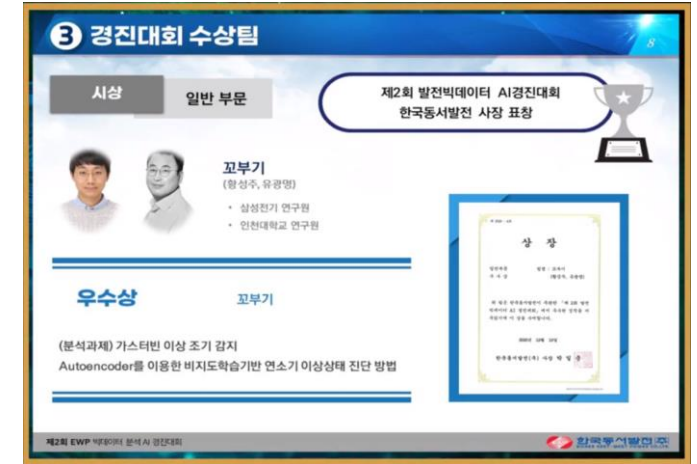 3 경진대회 수상팀
8
시상
일반 부문
제2회 발전빅데이터 AI경진대회
한국동서발전 사장 표창
꼬부기
(황성주, 유광명)
• 삼성전기 연구원
• 인천대학교 연구원
상 장
우수상
꼬부기
(분석과제) 가스터빈 이상 조기 감지
Autoencoder를 이용한 비지도학습기반 연소기 이상상태 진단 방법
제2회 EWP 빅데이터 분석 AI 경진대회
한국동서발전(주)